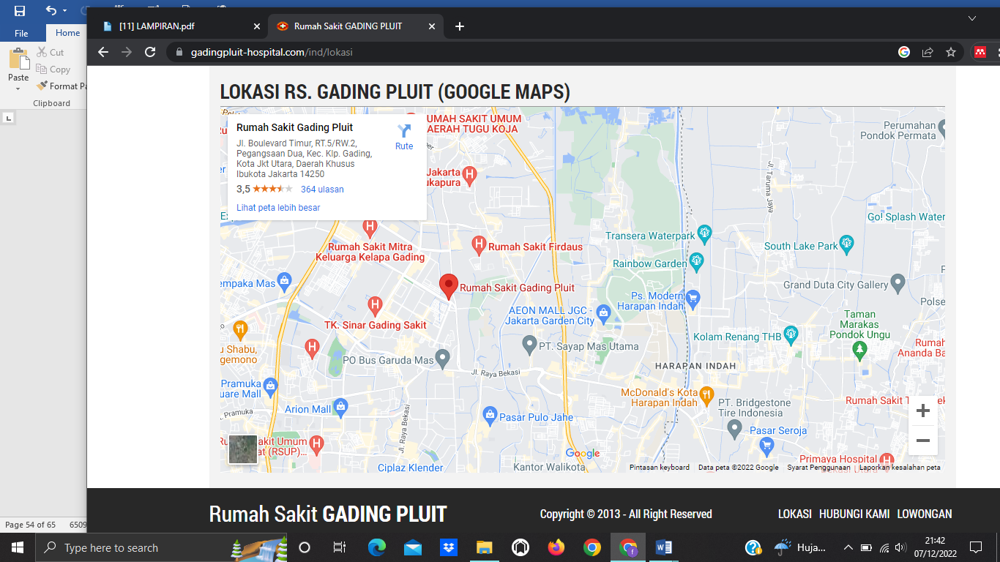 File
Home
Cut
Copy
Paste
Format Pa
Clipboard
[11] LAMPIRAN.pdf
Rumah Sakit GADING PLUIT
gadingpluit-hospital.com/ind/lokasi
LOKASI RS. GADING PLUIT (GOOGLE MAPS)
Rumah Sakit Gading Pluit
Jl. Boulevard Timur, RT.5/RW.2,
Pegangsaan Dua, Kec. Klp. Gading,
Kota Jkt Utara, Daerah Khusus
Ibukota Jakarta 14250
3,5
364 ulasan
Lihat peta lebih besar
Rute
UMAH SAKIT UMUM
AERAH TUGU KOJA
Jakarta
ukapura
Perumahan
Pondok Permata
Jl. Taruma Jaya
Go! Splash Water
Transera Waterpark
South Lake Park
Rumah Sakit Mitra
Keluarga Kelapa Gading
Rumah Sakit Firdaus
Rainbow Garden
Grand Duta City Gallery
empaka Mas
Rumah Sakit Gading Pluit
Ps. Modern
Harapan Indah
Polse
AEON MALL JGC -
Jakarta Garden City
TK. Sinar Gading Sakit
Taman
Marakas
Pondok Ungu
Kolam Renang THB
u Shabu,
gemono
PT. Sayap Mas Utama
Rumah
Ananda Ba
PO Bus Garuda Mas
HARAPAN INDAH
Jl. Raya Bekasi
Pramuka
uare Mall
McDonald's Kota
Harapan Indah
PT. Bridgestone
Tire Indonesia
Rumah Sakit T
ek
Arion Mall
Pramuka
Pasar Pulo Jahe
Jl. Raya Bekasi
Pasar Seroja
Ru
akit Umum
at (RSUP)...
Ciplaz Klender
Google
Kantor Walikota
Primaya Hospital
Bekasi Utara
Pintasan keyboard
Data peta ©2022 Google
Syarat Penggunaan
Laporkan kesalahan peta
Rumah Sakit GADING PLUIT
Copyright © 2013 - All Right Reserved
LOKASI
HUBUNGI KAMI
LOWONGAN
Page 54 of 65
6509
Type here to search
Huja...
21:42
07/12/2022